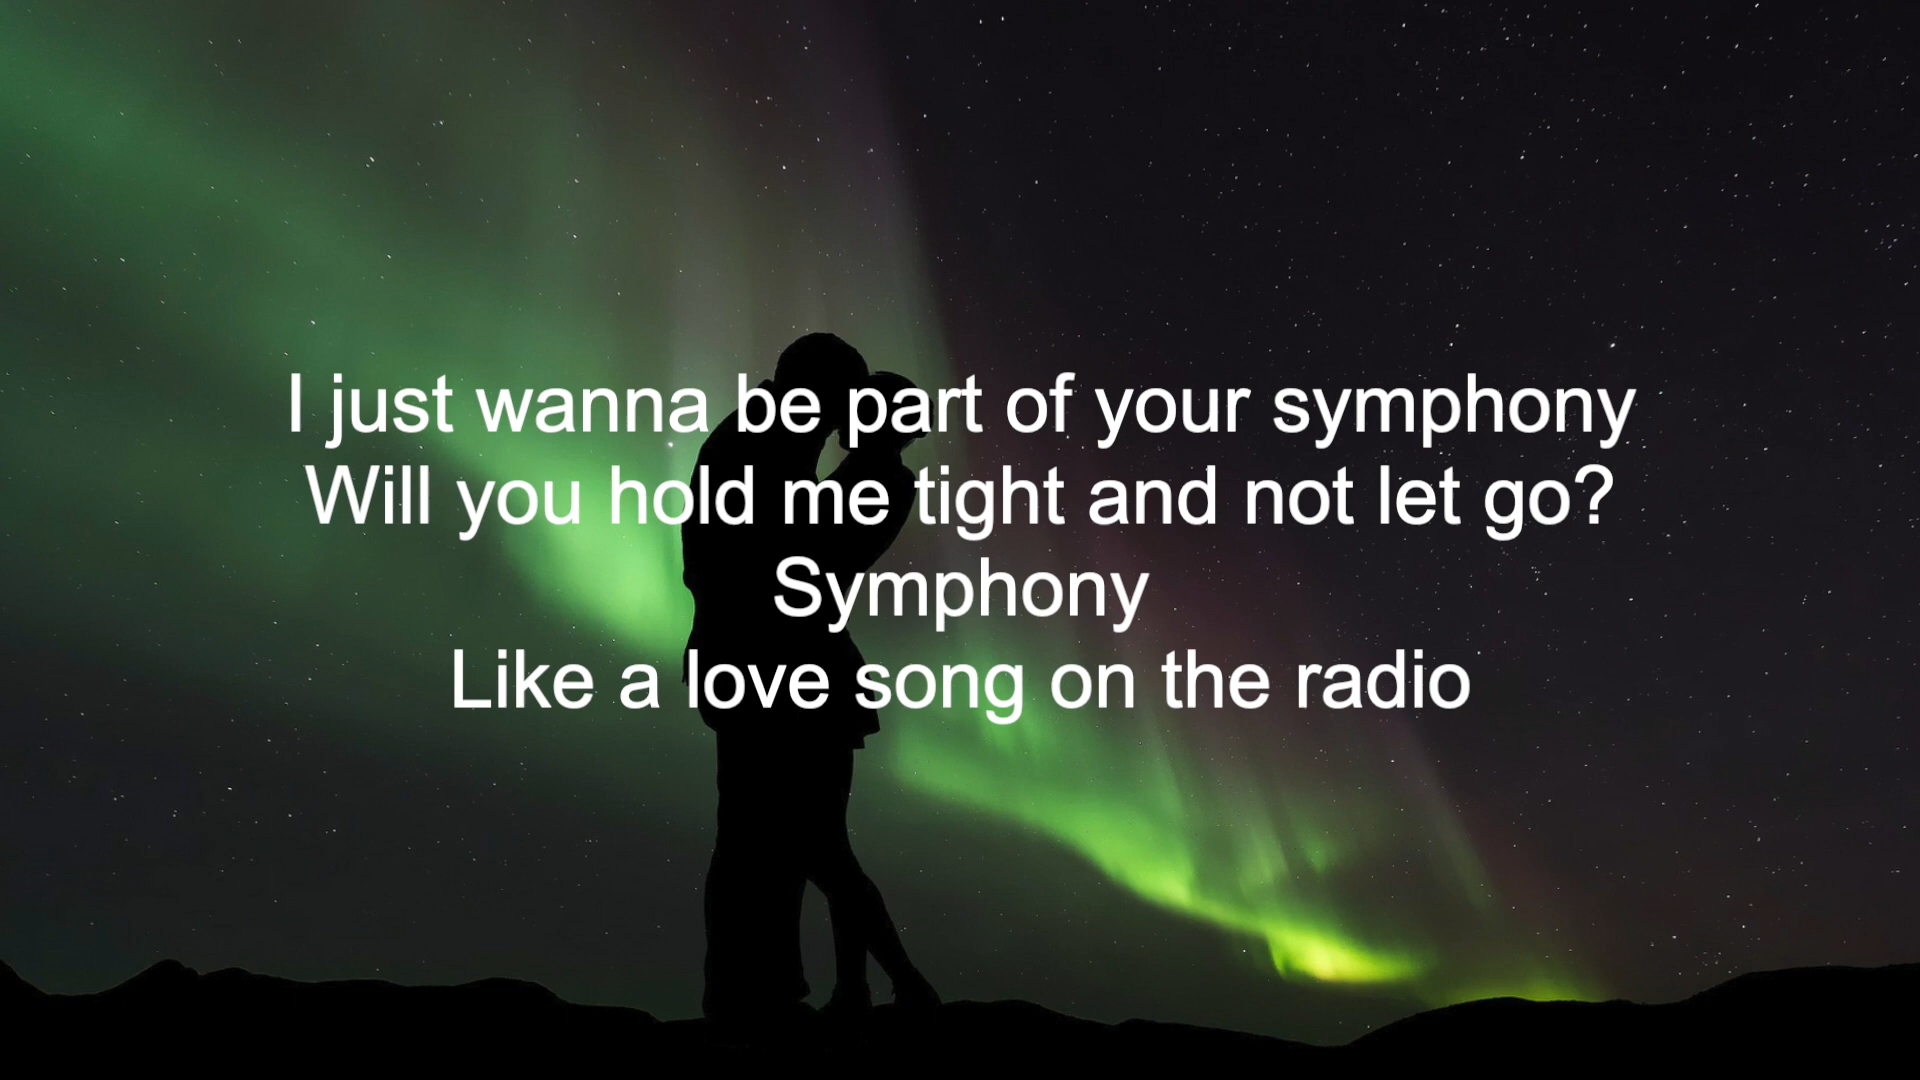 I just wanna be part of your symphony
Will you hold me tight and not let go?
Symphony
Like a love song on the radio